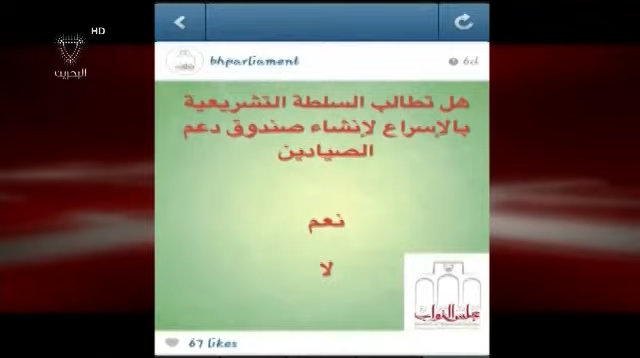 HD
البحرين
bhparliament
6d
هل تطالب السلطة التشريعية
بالإسراع لإنشاء صندوق دعم
الصيادين
نعم
لا
مجلس النواب
67 likes